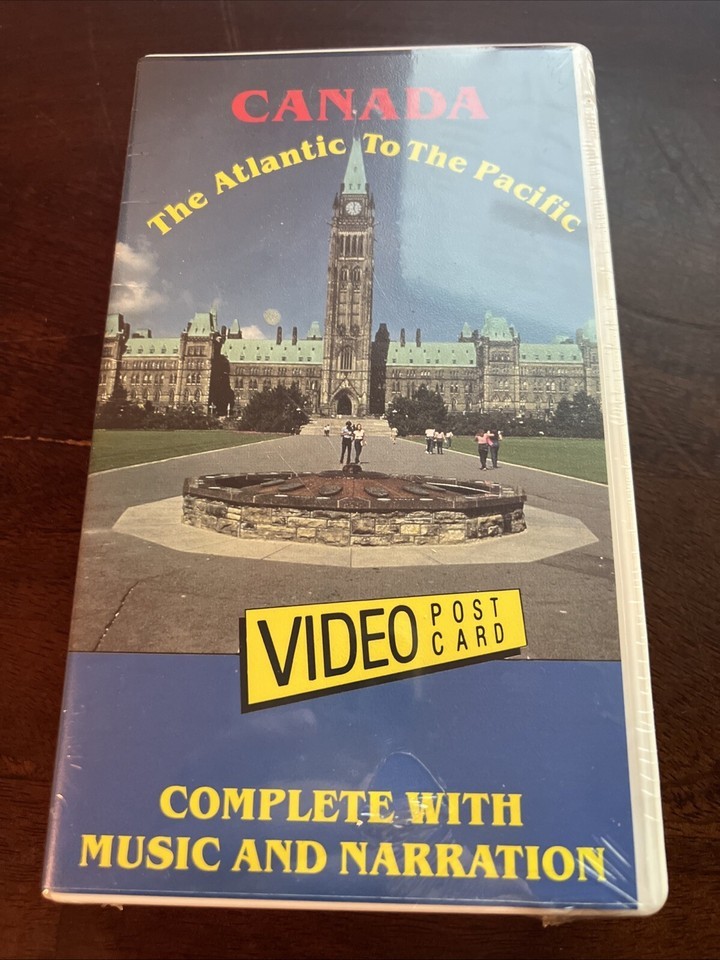 CANADA
The Atlantic To The Pacific
VIDEO POST
CARD
COMPLETE WITH
MUSIC AND NARRATION